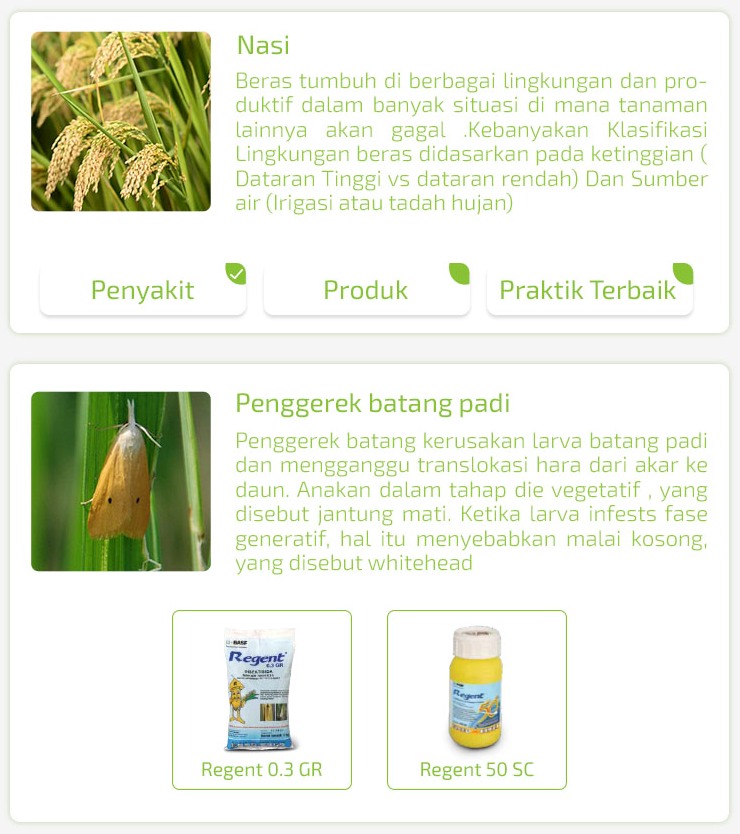 Nasi
Beras tumbuh di berbagai lingkungan dan pro-
duktif dalam banyak situasi di mana tanaman
lainnya akan gagal .Kebanyakan Klasifikasi
Lingkungan beras didasarkan pada ketinggian (
Dataran Tinggi vs dataran rendah) Dan Sumber
air (Irigasi atau tadah hujan)
Penyakit
Produk
Praktik Terbaik
Penggerek batang padi
Penggerek batang kerusakan larva batang padi
dan mengganggu translokasi hara dari akar ke
daun. Anakan dalam tahap die vegetatif , yang
disebut jantung mati. Ketika larva infests fase
generatif, hal itu menyebabkan malai kosong,
yang disebut whitehead
BASF
Regent
0.3 GR
INSEKTISIDA
Regent 0.3 GR
Regent
Regent 50 SC